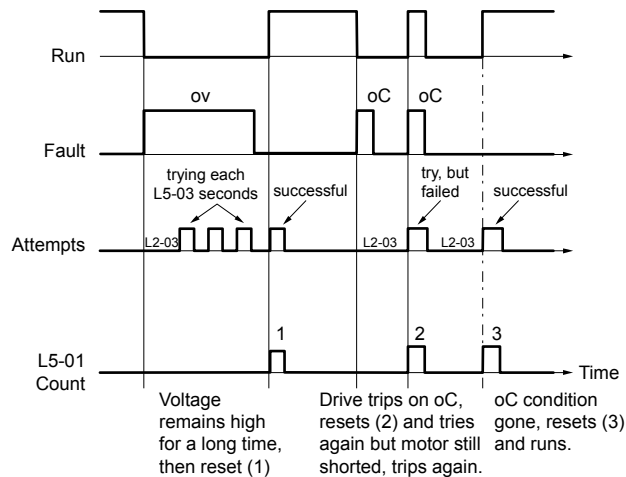 Run
ov
oC
oC
Fault
trying each
L5-03 seconds
successful
try, but
failed
successful
Attempts
L2-03
L2-03
L2-03
1
2
3
L5-01
Count
Time
Voltage
remains high
for a long time,
then reset (1)
Drive trips on oC,
resets (2) and tries
again but motor still
shorted, trips again.
oC condition
gone, resets (3)
and runs.